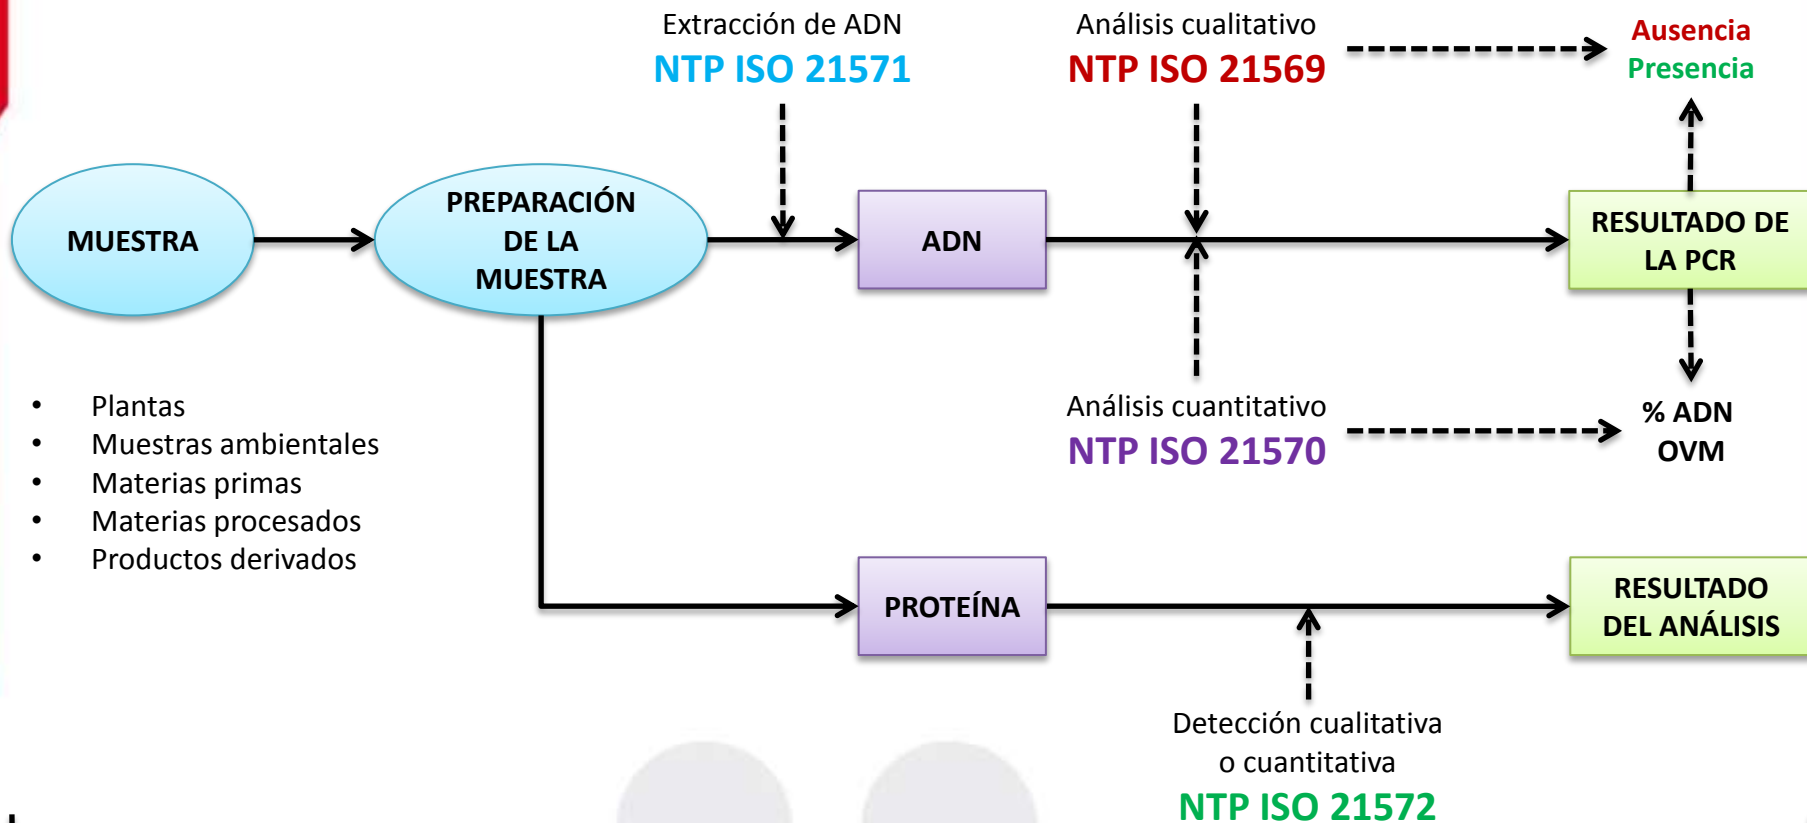 Extracción de ADN
NTP ISO 21571
Análisis cualitativo
NTP ISO 21569
Ausencia
Presencia
MUESTRA
PREPARACIÓN
DE LA
MUESTRA
ADN
RESULTADO DE
LA PCR
• Plantas
• Muestras ambientales
• Materias primas
• Materias procesados
• Productos derivados
Análisis cuantitativo
NTP ISO 21570
% ADN
OVM
PROTEÍNA
RESULTADO
DEL ANÁLISIS
Detección cualitativa
o cuantitativa
NTP ISO 21572